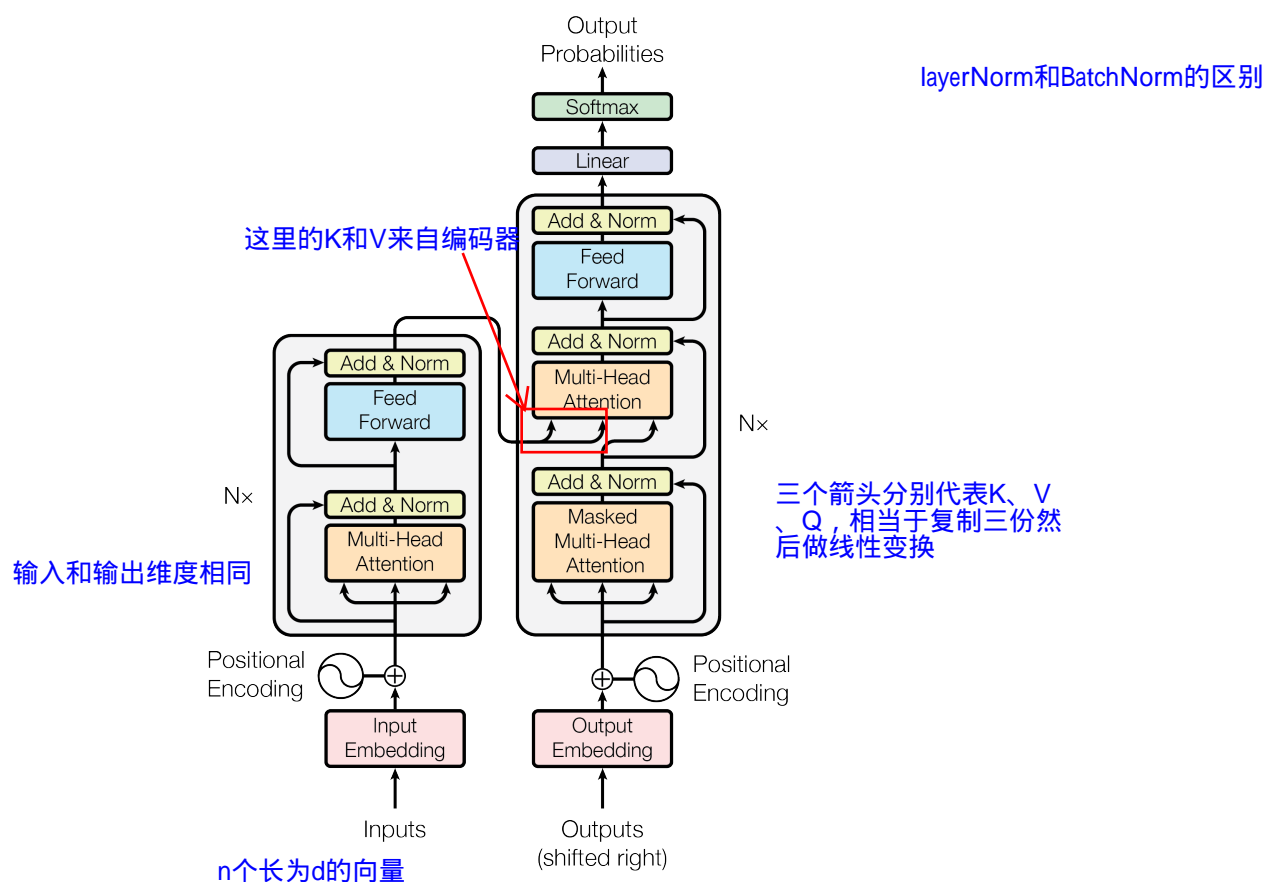 Output
Probabilities
layerNorm和BatchNorm的区别
Softmax
Linear
Add & Norm
这里的K和V来自编码器
Feed
Forward
Add & Norm
Add & Norm
Multi-Head
Attention
Feed
Forward
N×
Add & Norm
三个箭头分别代表K、V
、Q，相当于复制三份然
后做线性变换
N×
Add & Norm
Masked
Multi-Head
Attention
Multi-Head
Attention
输入和输出维度相同
Positional
Encoding
Positional
Encoding
Input
Embedding
Output
Embedding
Inputs
Outputs
(shifted right)
n个长为d的向量